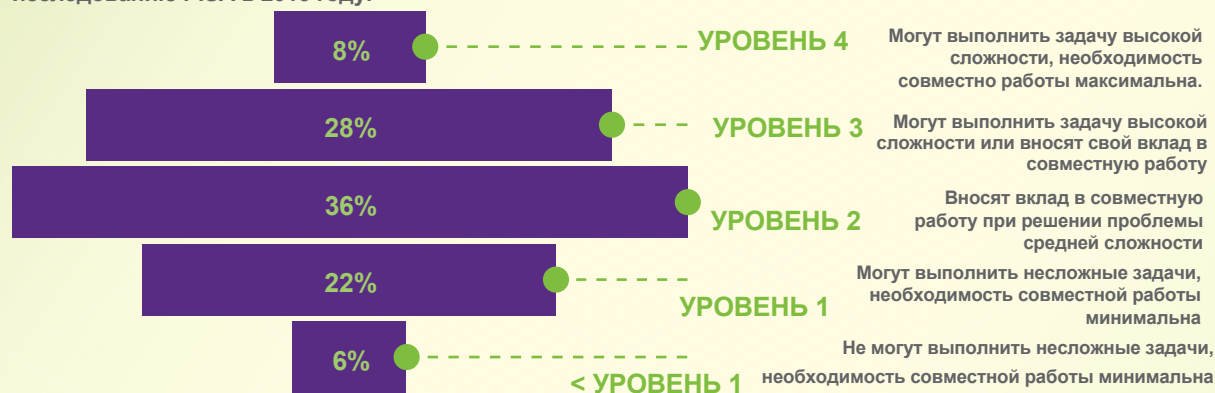 8%
УРОВЕНЬ 4
Могут выполнить задачу высокой
сложности, необходимость
совместно работы максимальна.
28%
УРОВЕНЬ 3
Могут выполнить задачу высокой
сложности или вносят свой вклад в
совместную работу
36%
УРОВЕНЬ 2
Вносят вклад в совместную
работу при решении проблемы
средней сложности
22%
УРОВЕНЬ 1
Могут выполнить несложные задачи,
необходимость совместной работы
минимальна
6%
< УРОВЕНЬ 1
Не могут выполнить несложные задачи,
необходимость совместной работы минимальна